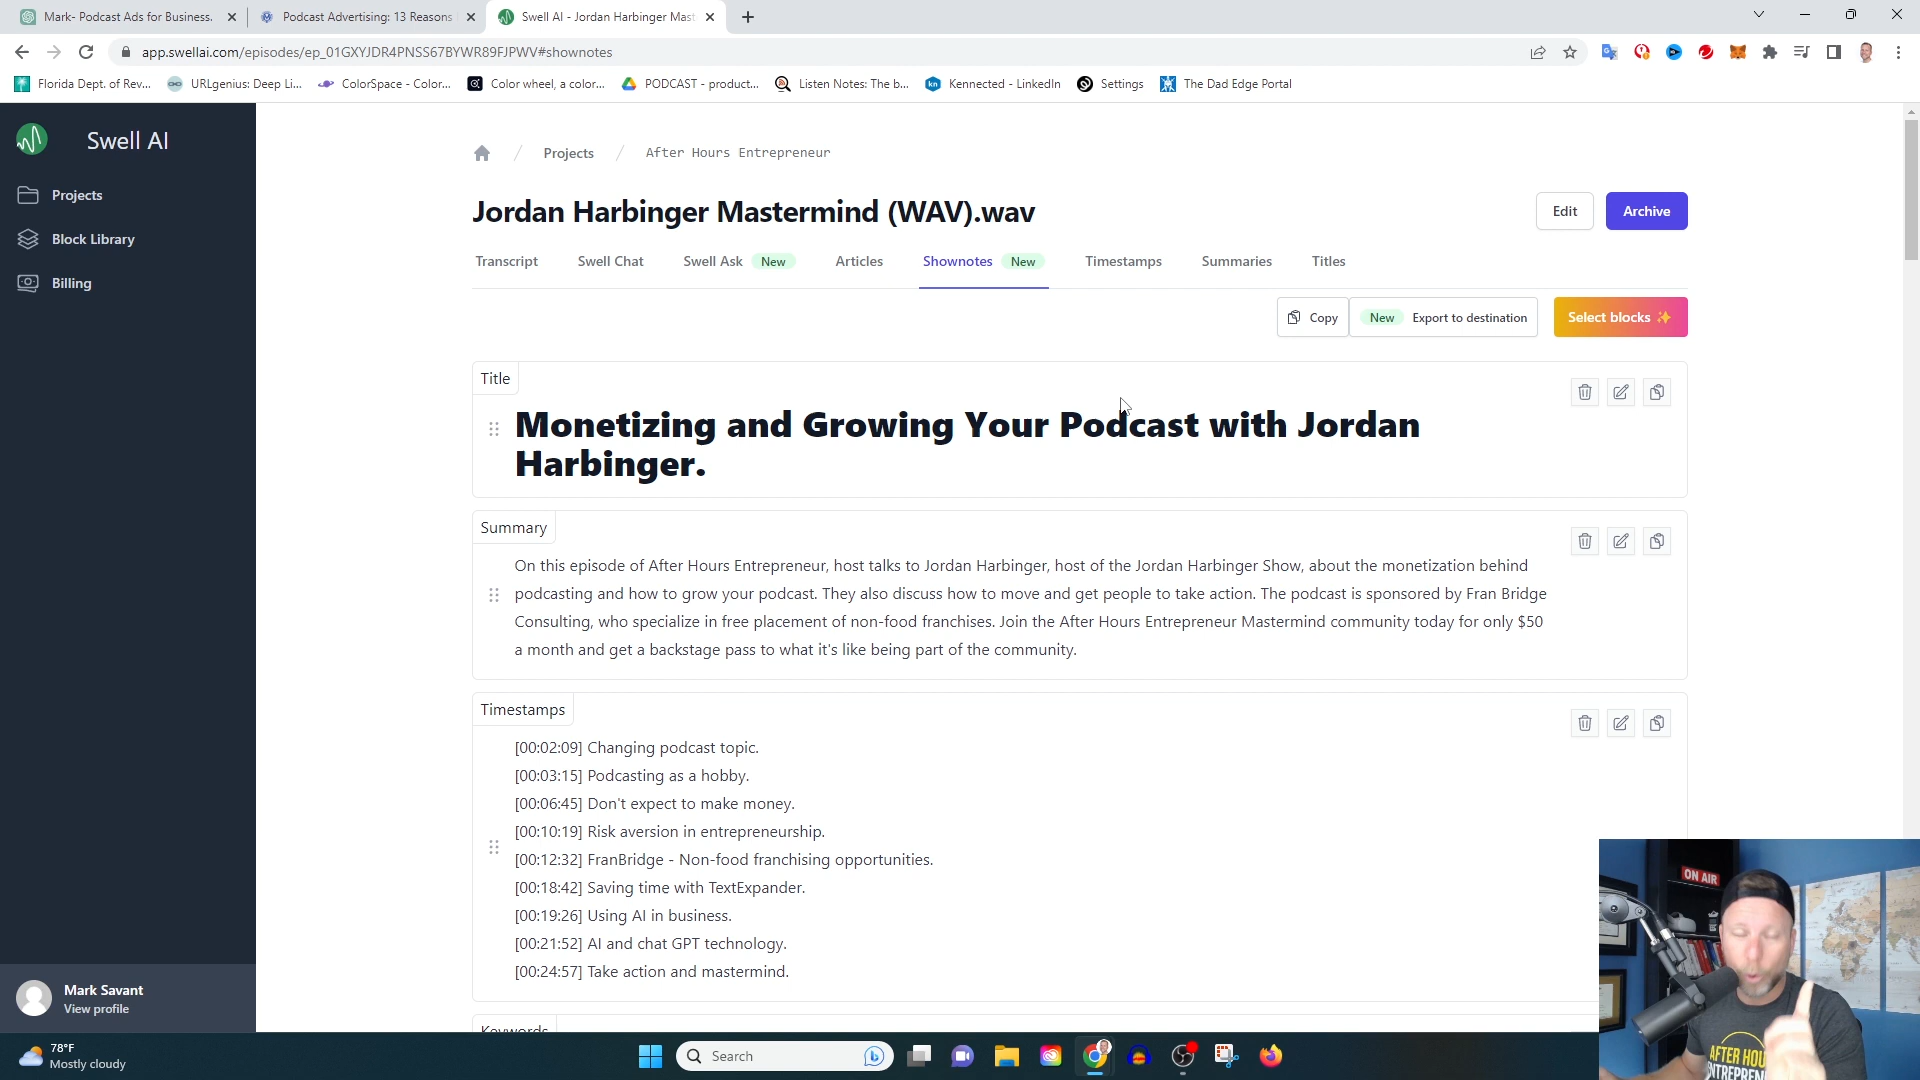 Mark- Podcast Ads for Business.
Podcast Advertising: 13 Reasons
Swell AI - Jordan Harbinger Mast
app.swellai.com/episodes/ep_01GXYJDR4PNSS67BYWR89FJPWV#shownotes
Florida Dept. of Rev...
URLgenius: Deep Li...
ColorSpace - Color...
Color wheel, a color...
PODCAST - product...
Listen Notes: The b...
kn
Kennected - LinkedIn
Settings
The Dad Edge Portal
Swell AI
Projects
Block Library
Billing
Projects / After Hours Entrepreneur
Jordan Harbinger Mastermind (WAV).wav
Edit
Archive
Transcript
Swell Chat
Swell Ask New
Articles
Shownotes New
Timestamps
Summaries
Titles
Copy
New Export to destination
Select blocks ✨
Title
Monetizing and Growing Your Podcast with Jordan
Harbinger.
Summary
On this episode of After Hours Entrepreneur, host talks to Jordan Harbinger, host of the Jordan Harbinger Show, about the monetization behind
podcasting and how to grow your podcast. They also discuss how to move and get people to take action. The podcast is sponsored by Fran Bridge
Consulting, who specialize in free placement of non-food franchises. Join the After Hours Entrepreneur Mastermind community today for only $50
a month and get a backstage pass to what it's like being part of the community.
Timestamps
[00:02:09] Changing podcast topic.
[00:03:15] Podcasting as a hobby.
[00:06:45] Don't expect to make money.
[00:10:19] Risk aversion in entrepreneurship.
[00:12:32] FranBridge - Non-food franchising opportunities.
[00:18:42] Saving time with TextExpander.
[00:19:26] Using AI in business.
[00:21:52] AI and chat GPT technology.
[00:24:57] Take action and mastermind.
Keywords
Mark Savant
View profile
ON AIR
AFTER HOU
ENTREPREN
78°F
Mostly cloudy
Search